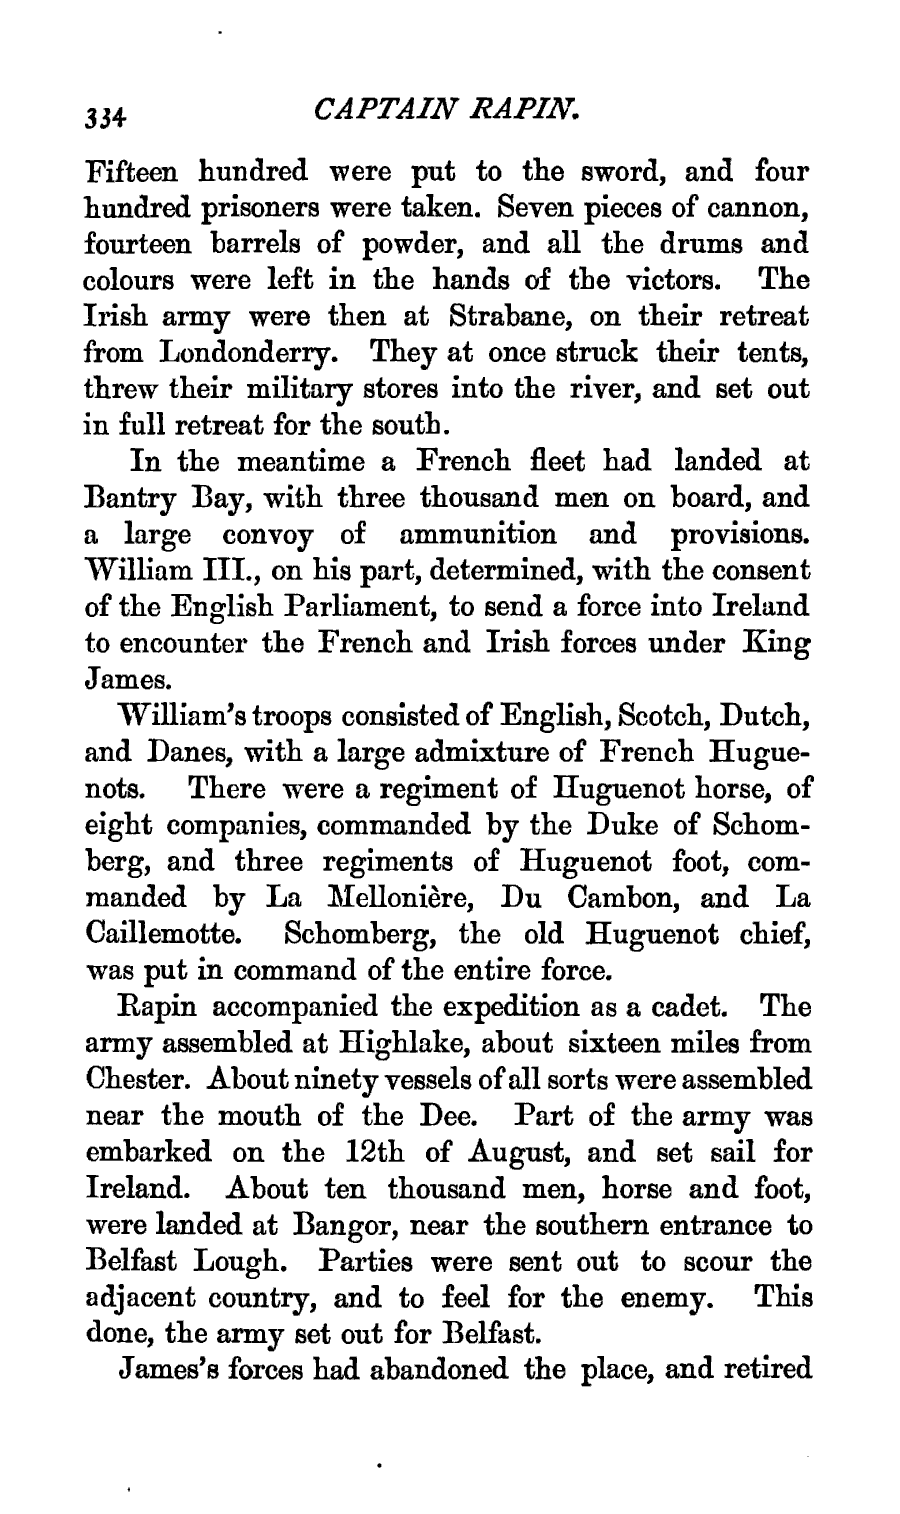 334 CAPTAIN RAPIN.
Fifteen hundred were put to the sword, and four
hundred prisoners were taken. Seven pieces of cannon,
fourteen barrels of powder, and all the drums and
colours were left in the hands of the victors. The
Irish army were then at Strabane, on their retreat
from Londonderry. They at once struck their tents,
threw their military stores into the river, and set out
in full retreat for the south.
In the meantime a French fleet had landed at
Bantry Bay, with three thousand men on board, and
a large convoy of ammunition and provisions.
William III., on his part, determined, with the consent
of the English Parliament, to send a force into Ireland
to encounter the French and Irish forces under King
James.
William's troops consisted of English, Scotch, Dutch,
and Danes, with a large admixture of French Hugue-
nots. There were a regiment of Huguenot horse, of
eight companies, commanded by the Duke of Schom-
berg, and three regiments of Huguenot foot, com-
manded by La Mellonière, Du Cambon, and La
Caillemotte. Schomberg, the old Huguenot chief,
was put in command of the entire force.
Rapin accompanied the expedition as a cadet. The
army assembled at Highlake, about sixteen miles from
Chester. About ninety vessels of all sorts were assembled
near the mouth of the Dee. Part of the army was
embarked on the 12th of August, and set sail for
Ireland. About ten thousand men, horse and foot,
were landed at Bangor, near the southern entrance to
Belfast Lough. Parties were sent out to scour the
adjacent country, and to feel for the enemy. This
done, the army set out for Belfast.
James's forces had abandoned the place, and retired